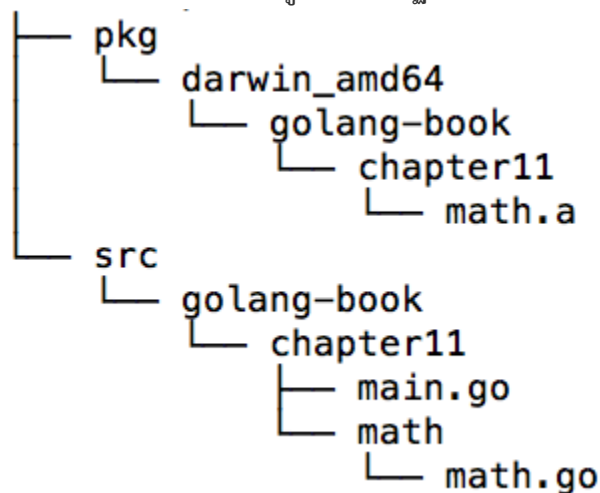 ├── pkg
│   └── darwin_amd64
│       └── golang-book
│           └── chapter11
│               └── math.a
└── src
    └── golang-book
        └── chapter11
            ├── main.go
            └── math
                └── math.go